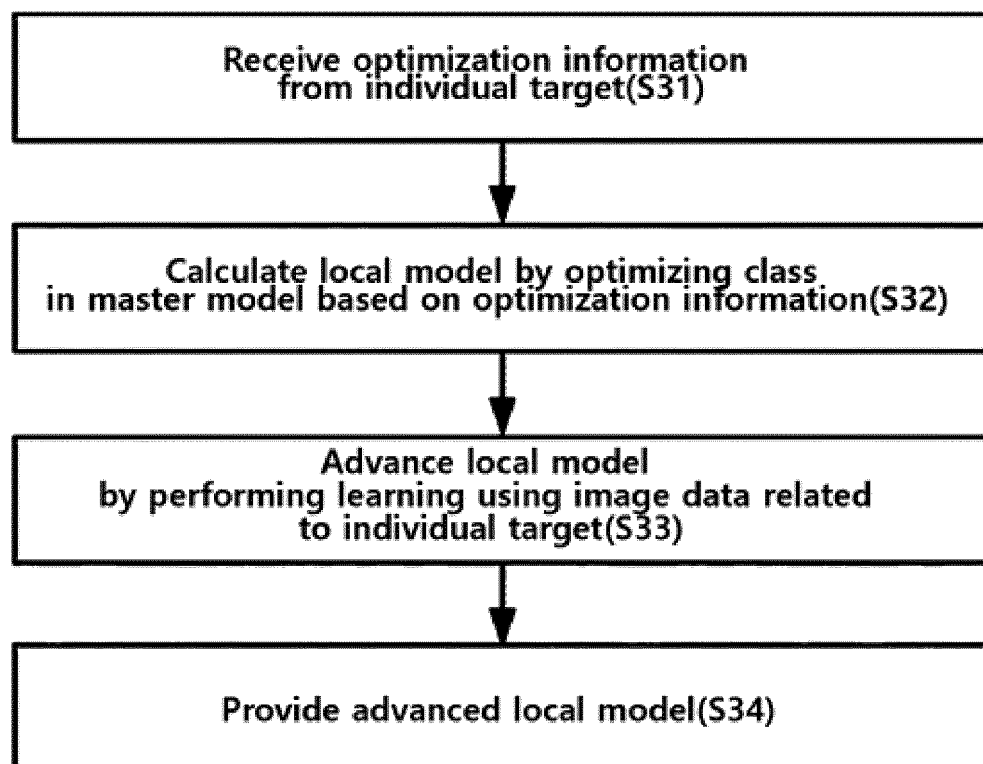 Receive optimization information
from individual target(S31)
Calculate local model by optimizing class
in master model based on optimization information(S32)
Advance local model
by performing learning using image data related
to individual target(S33)
Provide advanced local model(S34)